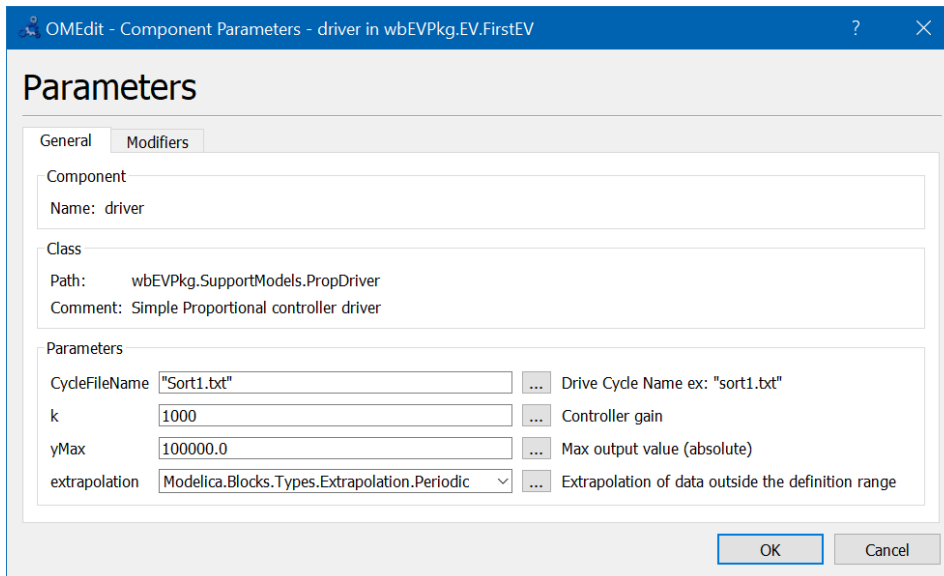 OMEdit - Component Parameters - driver in wbEVPkg.EV.FirstEV ? ×
Parameters
General Modifiers
Component
Name: driver
Class
Path: wbEVPkg.SupportModels.PropDriver
Comment: Simple Proportional controller driver
Parameters
CycleFileName "Sort1.txt" ... Drive Cycle Name ex: "sort1.txt"
k 1000 ... Controller gain
yMax 100000.0 ... Max output value (absolute)
extrapolation Modelica.Blocks.Types.Extrapolation.Periodic ... Extrapolation of data outside the definition range
OK Cancel